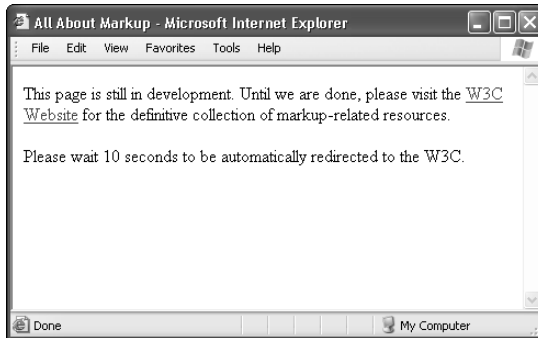 All About Markup - Microsoft Internet Explorer
File Edit View Favorites Tools Help
This page is still in development. Until we are done, please visit the W3C
Website for the definitive collection of markup-related resources.
Please wait 10 seconds to be automatically redirected to the W3C.
Done My Computer